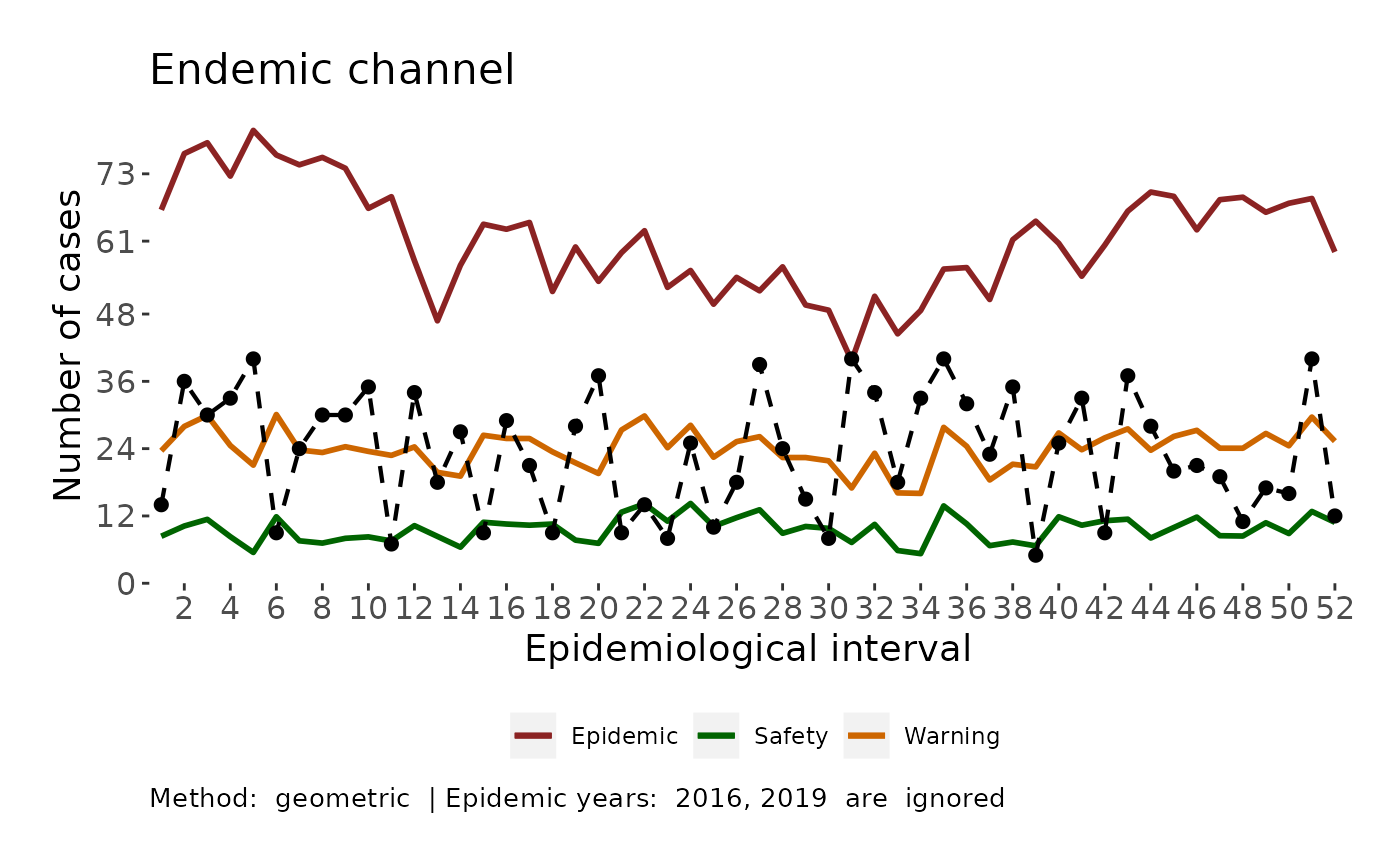 Endemic channel
Number of cases
73
61
48
36
24
12
0
2 4 6 8 10 12 14 16 18 20 22 24 26 28 30 32 34 36 38 40 42 44 46 48 50 52
Epidemiological interval
Epidemic Safety Warning
Method:  geometric  | Epidemic years:  2016, 2019  are  ignored